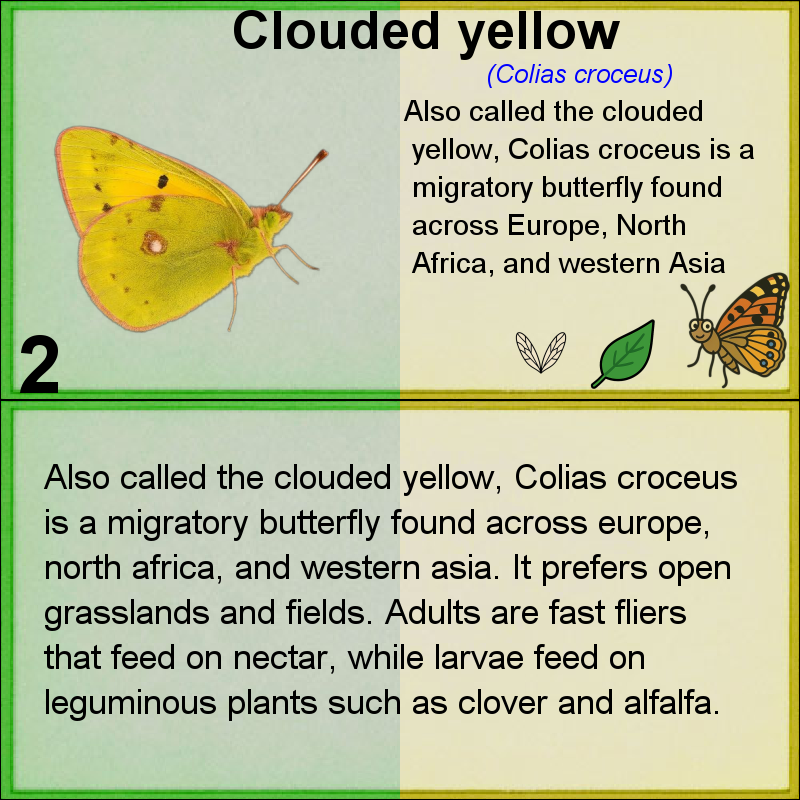 Clouded yellow
(Colias croceus)
Also called the clouded
yellow, Colias croceus is a
migratory butterfly found
across Europe, North
Africa, and western Asia
2
Also called the clouded yellow, Colias croceus
is a migratory butterfly found across europe,
north africa, and western asia. It prefers open
grasslands and fields. Adults are fast fliers
that feed on nectar, while larvae feed on
leguminous plants such as clover and alfalfa.